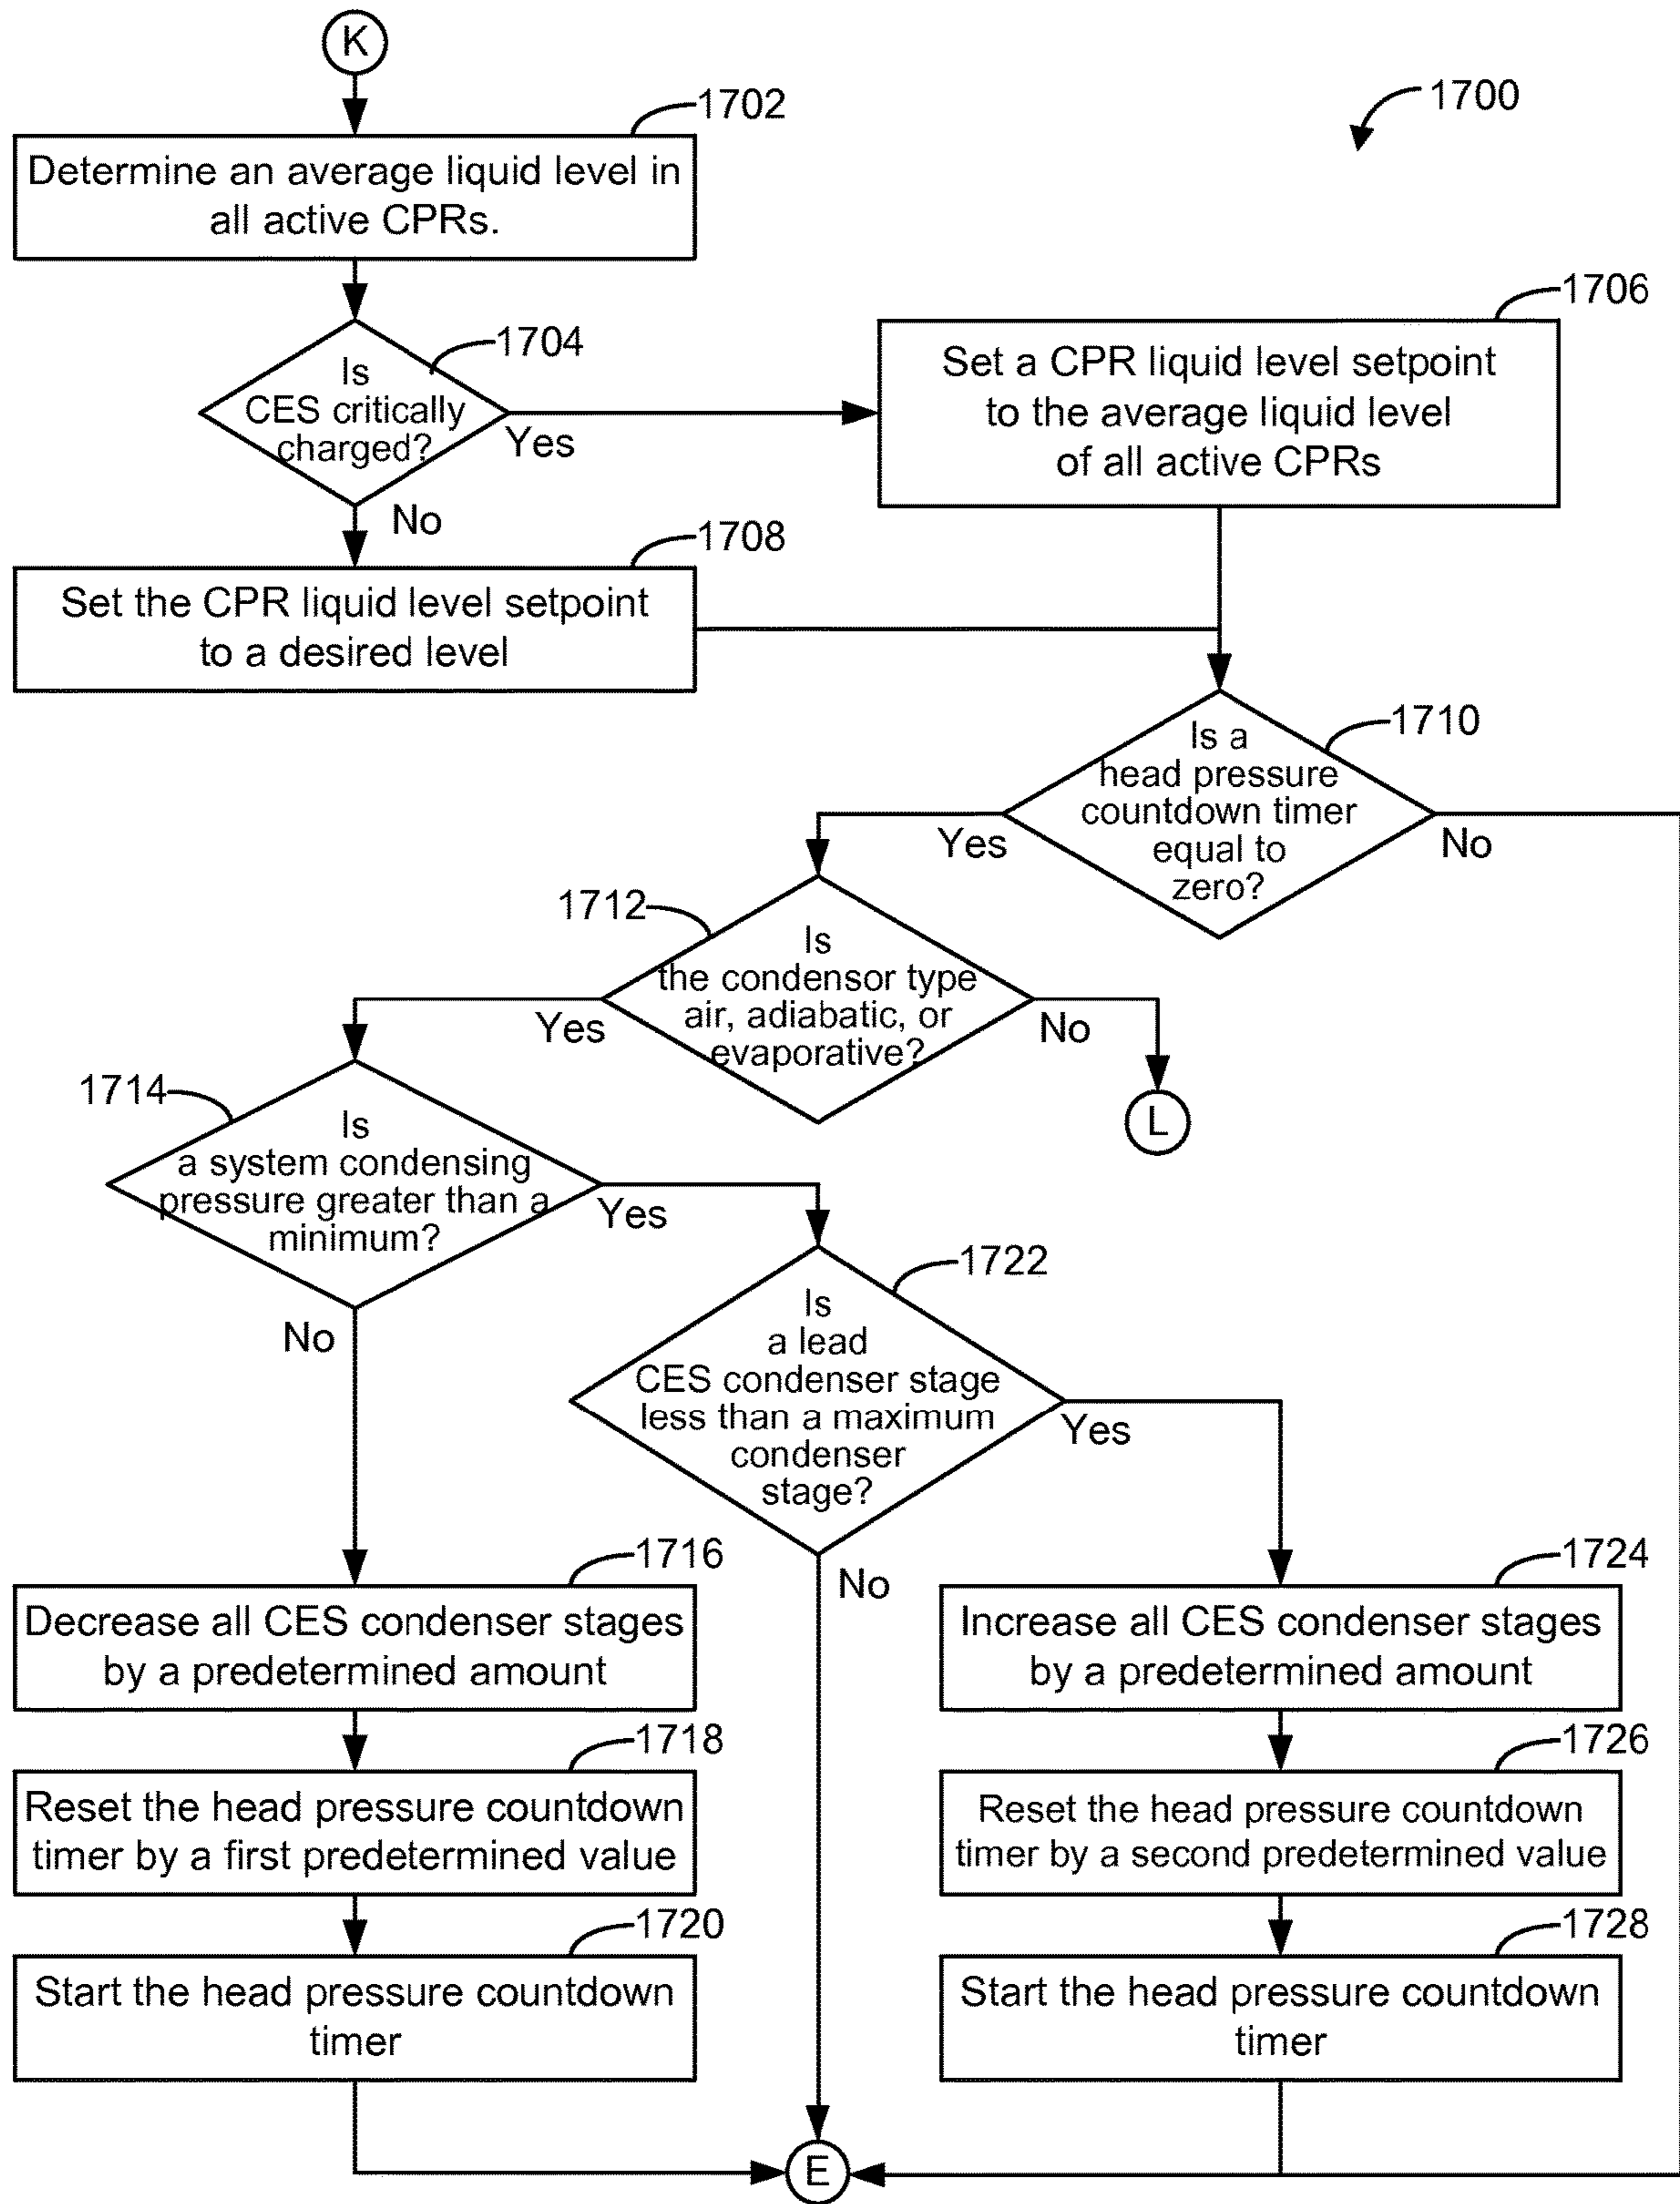 K
1700
1702
Determine an average liquid level in
all active CPRs.
1704
Is
CES critically
charged?
Yes
No
1706
Set a CPR liquid level setpoint
to the average liquid level
of all active CPRs
1708
Set the CPR liquid level setpoint
to a desired level
1710
Is a
head pressure
countdown timer
equal to
zero?
Yes
No
1712
Is
the condensor type
air, adiabatic, or
evaporative?
Yes
No
L
1714
Is
a system condensing
pressure greater than a
minimum?
Yes
No
1722
Is
a lead
CES condenser stage
less than a maximum
condenser
stage?
Yes
No
1716
Decrease all CES condenser stages
by a predetermined amount
1718
Reset the head pressure countdown
timer by a first predetermined value
1720
Start the head pressure countdown
timer
1724
Increase all CES condenser stages
by a predetermined amount
1726
Reset the head pressure countdown
timer by a second predetermined value
1728
Start the head pressure countdown
timer
E